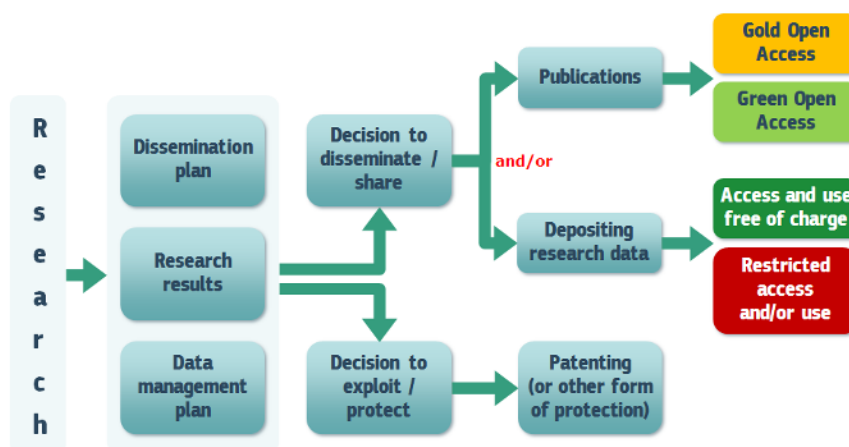 Research
Dissemination
plan
Research
results
Data
management
plan
Decision to
disseminate /
share
Decision to
exploit /
protect
and/or
Publications
Depositing
research data
Patenting
(or other form
of protection)
Gold Open
Access
Green Open
Access
Access and use
free of charge
Restricted
access
and/or use